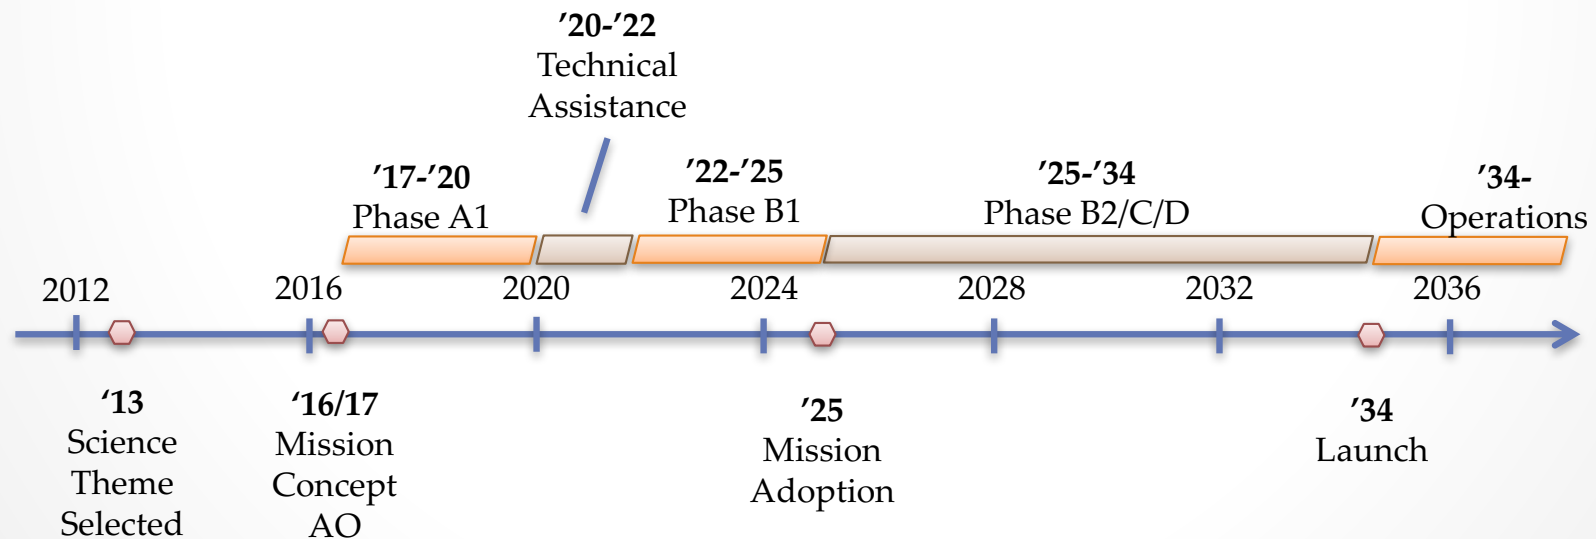 ’20-’22
Technical
Assistance
’17-’20
Phase A1
’22-’25
Phase B1
’25-’34
Phase B2/C/D
’34-
Operations
2012
2016
2020
2024
2028
2032
2036
‘13
Science
Theme
Selected
‘16/17
Mission
Concept
AO
’25
Mission
Adoption
’34
Launch